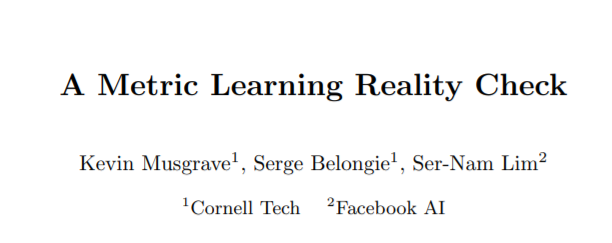 A Metric Learning Reality Check
Kevin Musgrave¹, Serge Belongie¹, Ser-Nam Lim²
¹Cornell Tech ²Facebook AI